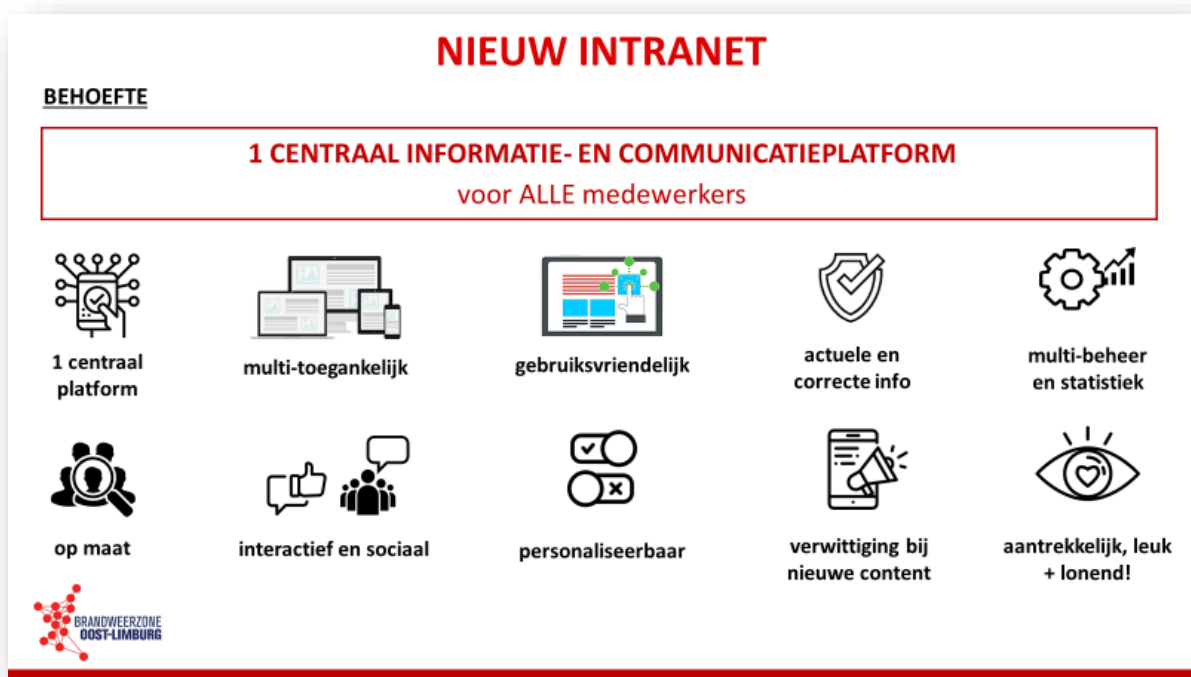 NIEUW INTRANET
BEHOEFTE
1 CENTRAAL INFORMATIE- EN COMMUNICATIEPLATFORM
voor ALLE medewerkers
1 centraal
platform
multi-toegankelijk
gebruiksvriendelijk
actuele en
correcte info
multi-beheer
en statistiek
op maat
interactief en sociaal
personaliseerbaar
verwittiging bij
nieuwe content
aantrekkelijk, leuk
+ lonend!
BRANDWEERZONE
OOST-LIMBURG